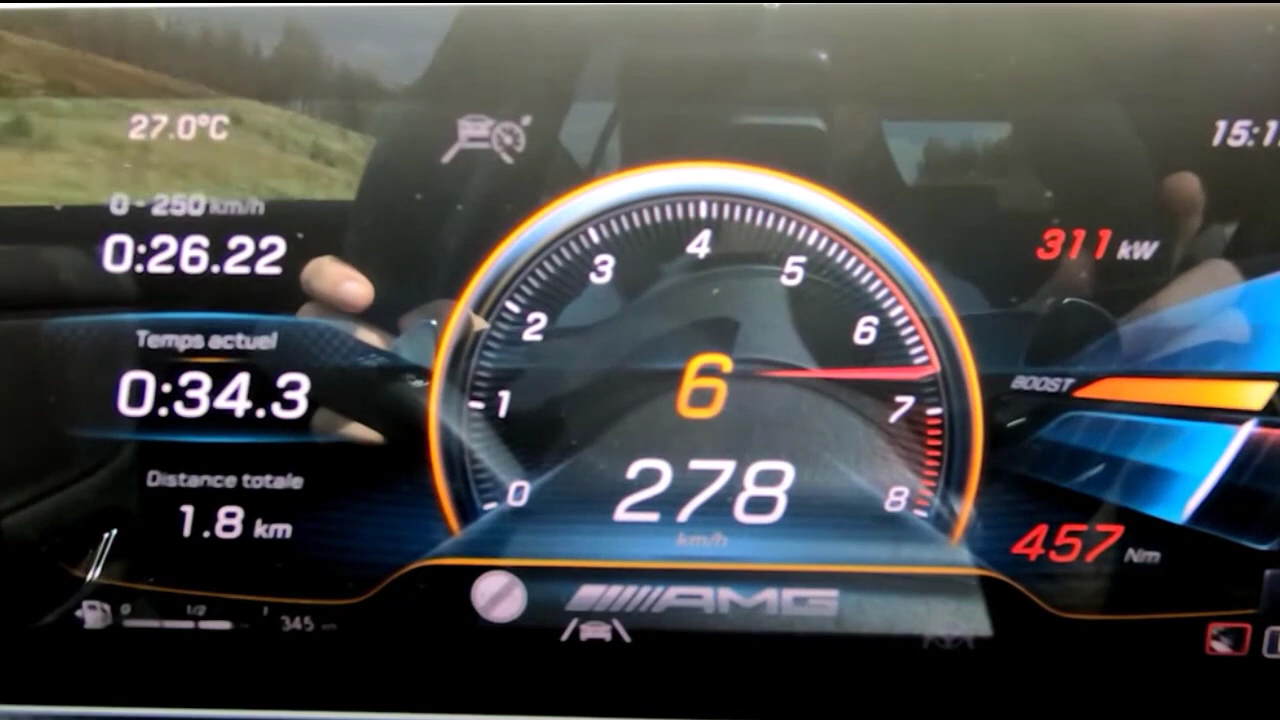 27.0°C
15:1
0 - 250 km/h
0:26.22
Temps actuel
0:34.3
Distance totale
1.8 km
0
1
2
3
4
5
6
7
8
6
278
km/h
311 kW
BOOST
457 Nm
AMG
0 1/2 1
345